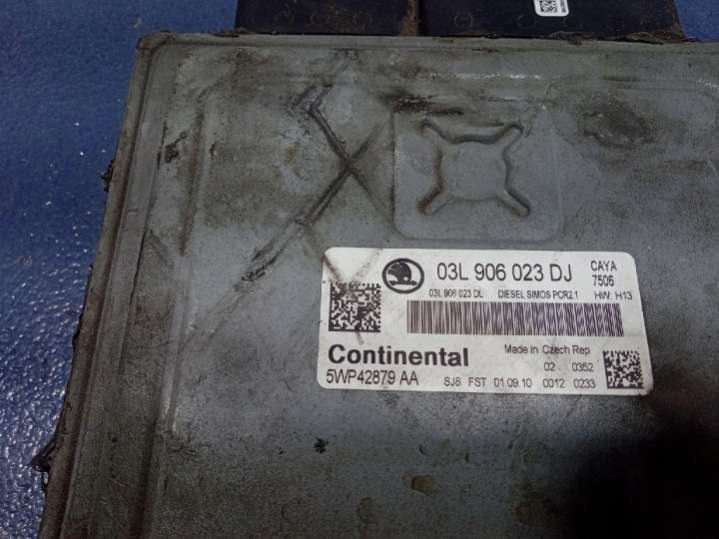 03L 906 023 DJ CAYA
7506
03L 906 023 DL DIESEL SIMOS PCR2.1 HW: H13
Continental Made in Czech Rep
02 0352
5WP42879 AA SJ8 FST 01.09.10 0012 0233